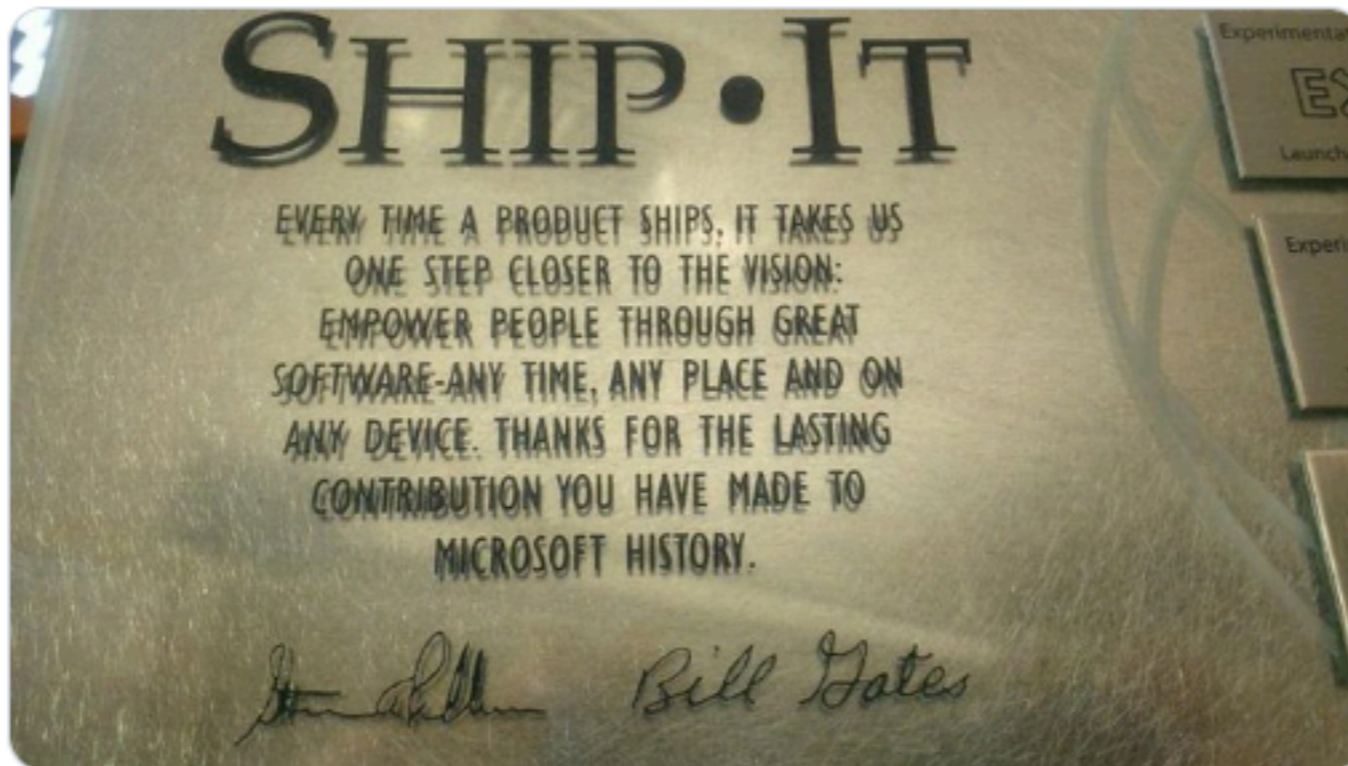 SHIP•IT
EVERY TIME A PRODUCT SHIPS, IT TAKES US
ONE STEP CLOSER TO THE VISION:
EMPOWER PEOPLE THROUGH GREAT
SOFTWARE-ANY TIME, ANY PLACE AND ON
ANY DEVICE. THANKS FOR THE LASTING
CONTRIBUTION YOU HAVE MADE TO
MICROSOFT HISTORY.
Bill Gates
EX
Launch